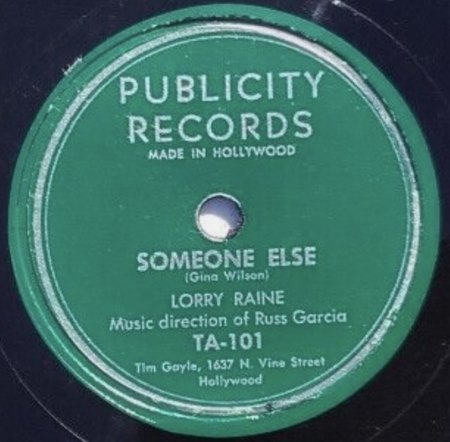 PUBLICITY
RECORDS
MADE IN HOLLYWOOD
SOMEONE ELSE
(Gina Wilson)
LORRY RAINE
Music direction of Russ Garcia
TA-101
Tim Gayle, 1637 N. Vine Street
Hollywood